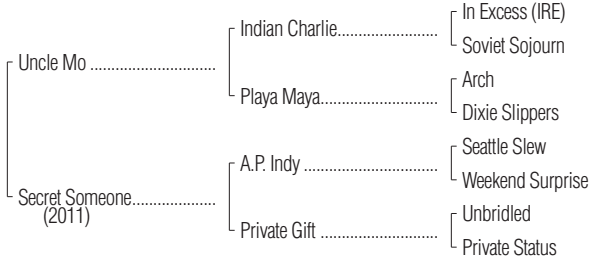 In Excess (IRE)
Indian Charlie
Soviet Sojourn
Uncle Mo
Arch
Playa Maya
Dixie Slippers
Seattle Slew
A.P. Indy
Weekend Surprise
Secret Someone
(2011)
Unbridled
Private Gift
Private Status